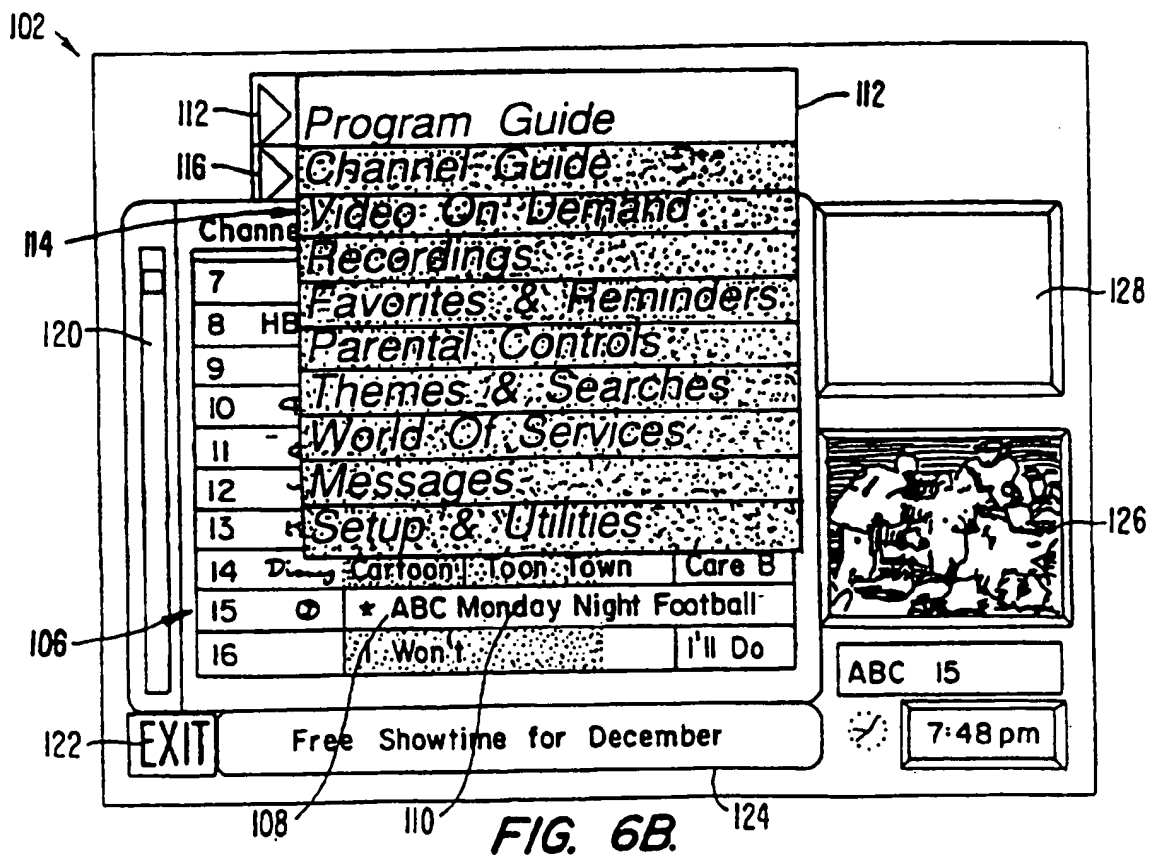 102
112
Program Guide
112
116
Channel Guide
114
Video On Demand
Channe
Recordings
7
Favorites & Reminders
128
8 HB
Parental Controls
120
9
Themes & Searches
10
World Of Services
11
Messages
12
Setup & Utilities
13
126
14 Cartoon Toon Town Care B
15 * ABC Monday Night Football
106
16 I Won't I'll Do
ABC 15
122
EXIT
Free Showtime for December
7:48 pm
108
110
124
FIG. 6B.